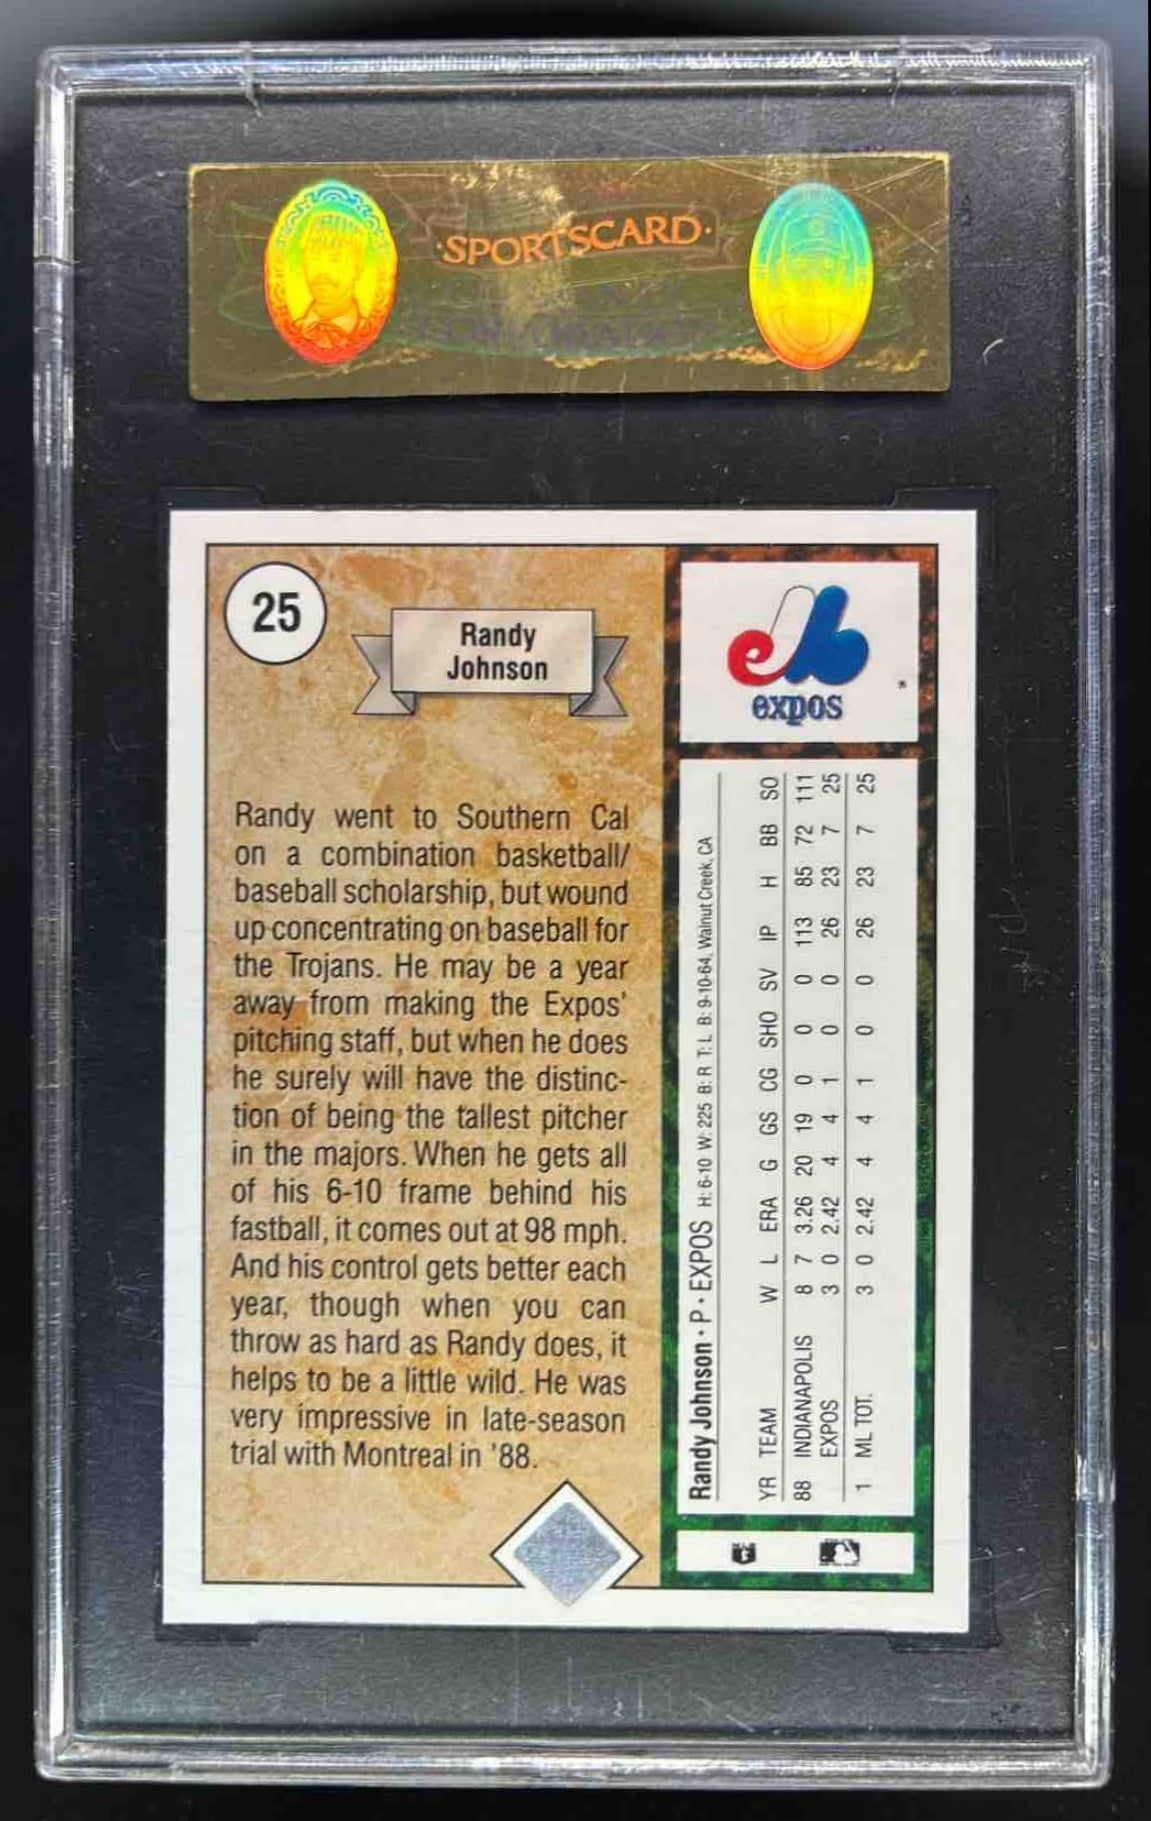 ·SPORTSCARD·
25
Randy
Johnson
expos
Randy went to Southern Cal
on a combination basketball/
baseball scholarship, but wound
up concentrating on baseball for
the Trojans. He may be a year
away from making the Expos'
pitching staff, but when he does
he surely will have the distinc-
tion of being the tallest pitcher
in the majors. When he gets all
of his 6-10 frame behind his
fastball, it comes out at 98 mph.
And his control gets better each
year, though when you can
throw as hard as Randy does, it
helps to be a little wild. He was
very impressive in late-season
trial with Montreal in '88.
Randy Johnson · P · EXPOS H: 6-10 W: 225 B: R T: L B: 9-10-64, Walnut Creek, CA
YR TEAM W L ERA G GS CG SHO SV IP H BB SO
88 INDIANAPOLIS 8 7 3.26 20 19 0 0 0 113 85 72 111
EXPOS 3 0 2.42 4 4 1 0 0 26 23 7 25
1 ML TOT. 3 0 2.42 4 4 1 0 0 26 23 7 25